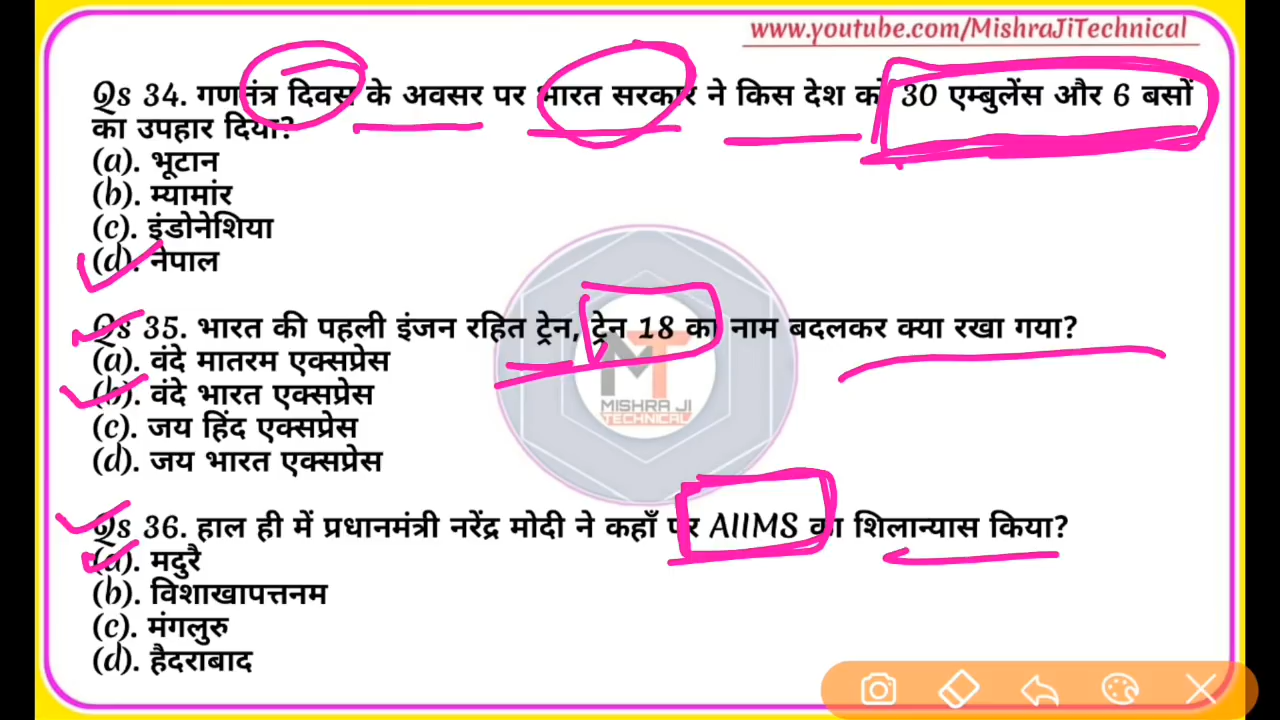 www.youtube.com/MishraJiTechnical
Qs 34. गणतंत्र दिवस के अवसर पर भारत सरकार ने किस देश को 30 एम्बुलेंस और 6 बसों
का उपहार दिया?
(a). भूटान
(b). म्यामांर
(c). इंडोनेशिया
(d). नेपाल
Qs 35. भारत की पहली इंजन रहित ट्रेन, ट्रेन 18 का नाम बदलकर क्या रखा गया?
(a). वंदे मातरम एक्सप्रेस
(b). वंदे भारत एक्सप्रेस
(c). जय हिंद एक्सप्रेस
(d). जय भारत एक्सप्रेस
MISHRA JI
TECHNICAL
Qs 36. हाल ही में प्रधानमंत्री नरेंद्र मोदी ने कहाँ पर AIIMS का शिलान्यास किया?
(a). मदुरै
(b). विशाखापत्तनम
(c). मंगलुरु
(d). हैदराबाद